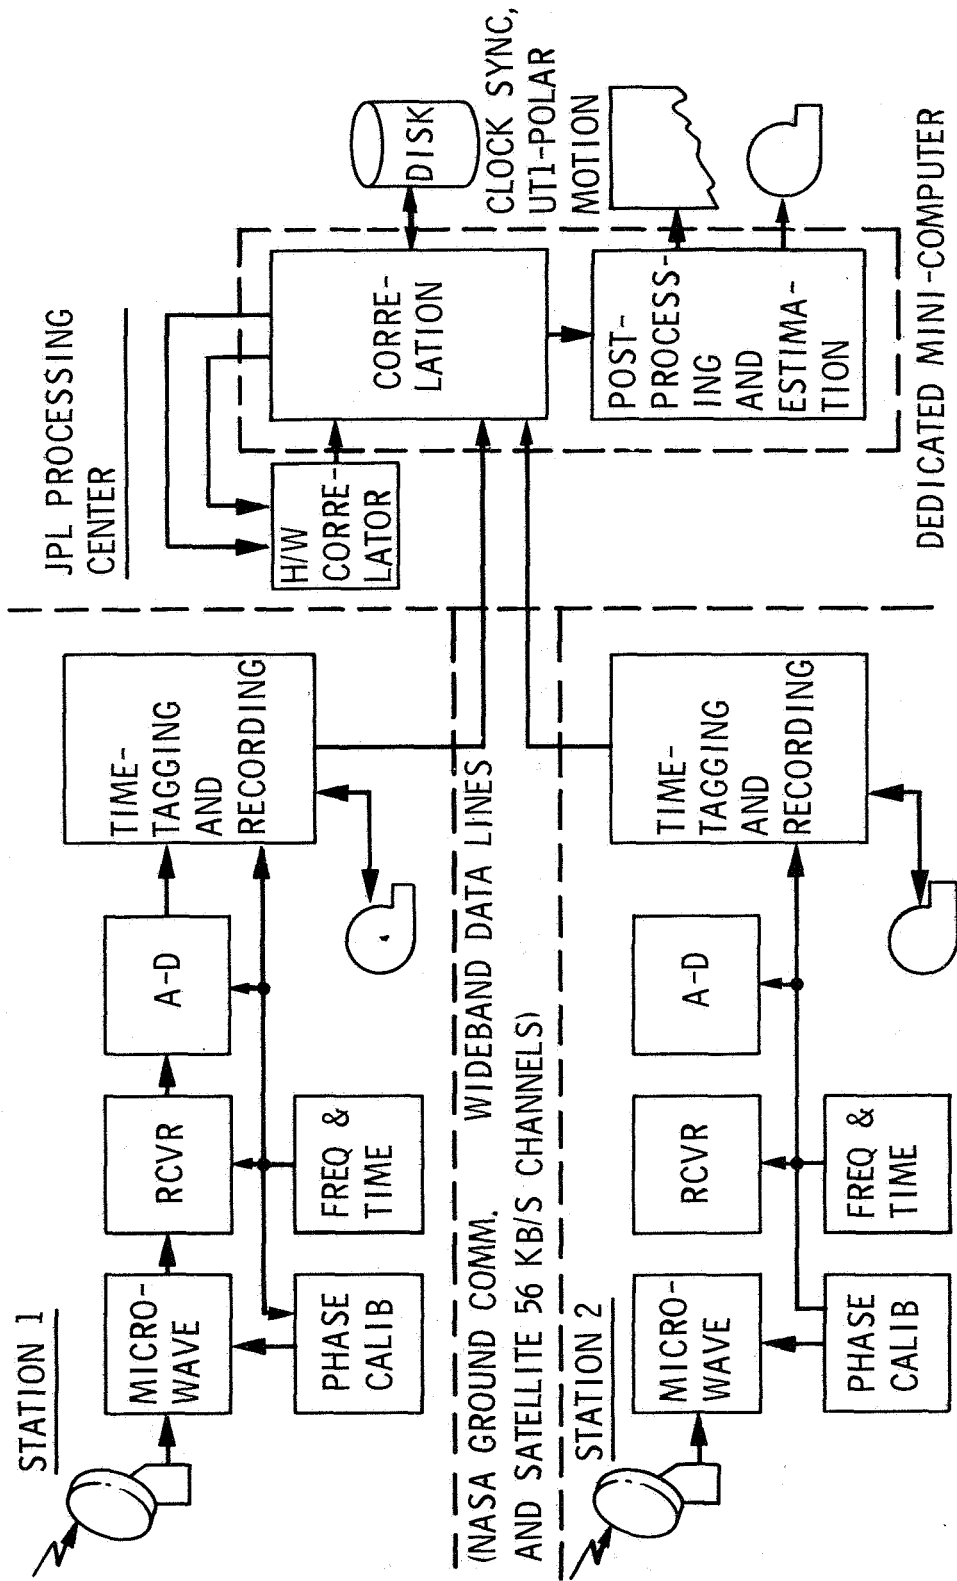 STATION 1
MICRO-
WAVE
RCVR
A-D
TIME-
TAGGING
AND
RECORDING
PHASE
CALIB
FREQ &
TIME
(NASA GROUND COMM. WIDEBAND DATA LINES
AND SATELLITE 56 KB/S CHANNELS)
STATION 2
MICRO-
WAVE
RCVR
A-D
TIME-
TAGGING
AND
RECORDING
PHASE
CALIB
FREQ &
TIME
JPL PROCESSING
CENTER
H/W
CORRE-
LATOR
CORRE-
LATION
DISK
CLOCK SYNC,
UT1-POLAR
MOTION
POST-
PROCESS-
ING AND
ESTIMA-
TION
DEDICATED MINI-COMPUTER